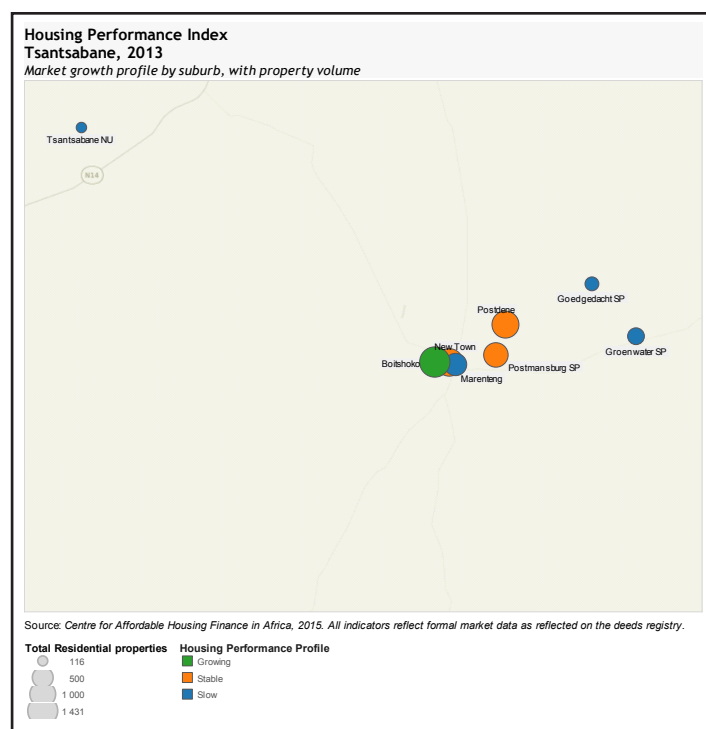 Housing Performance Index
Tsantsabane, 2013
Market growth profile by suburb, with property volume
Tsantsabane NU
N14
Goedgedacht SP
Postdene
New Town
Groenwater SP
Boitshoko
Postmansburg SP
Marenteng
Source: Centre for Affordable Housing Finance in Africa, 2015. All indicators reflect formal market data as reflected on the deeds registry.
Total Residential properties
116
500
1 000
1 431
Housing Performance Profile
Growing
Stable
Slow